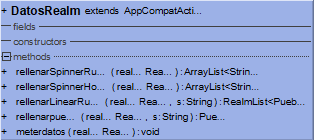 + DatosRealm extends AppCompatActi...
+ fields
+ constructors
- methods
+ rellenarSpinnerRu... ( real... Rea... ) : ArrayList<Strin...
+ rellenarSpinnerHo... ( real... Rea... ) : ArrayList<Strin...
+ rellenarLinearRu... ( real... Rea... , s:String) : RealmList<Pueb...
+ rellenarpue... ( real... Rea... , s:String) : Pue...
+ meterdatos ( real... Rea... ) : void